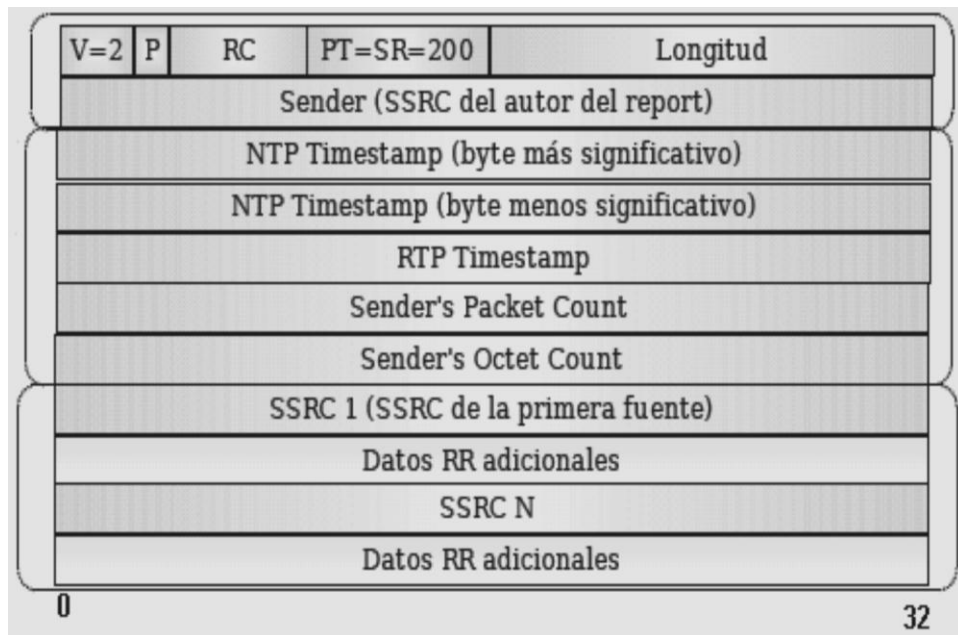 V=2 P RC PT=SR=200 Longitud
Sender (SSRC del autor del report)
NTP Timestamp (byte más significativo)
NTP Timestamp (byte menos significativo)
RTP Timestamp
Sender's Packet Count
Sender's Octet Count
SSRC 1 (SSRC de la primera fuente)
Datos RR adicionales
SSRC N
Datos RR adicionales
0 32